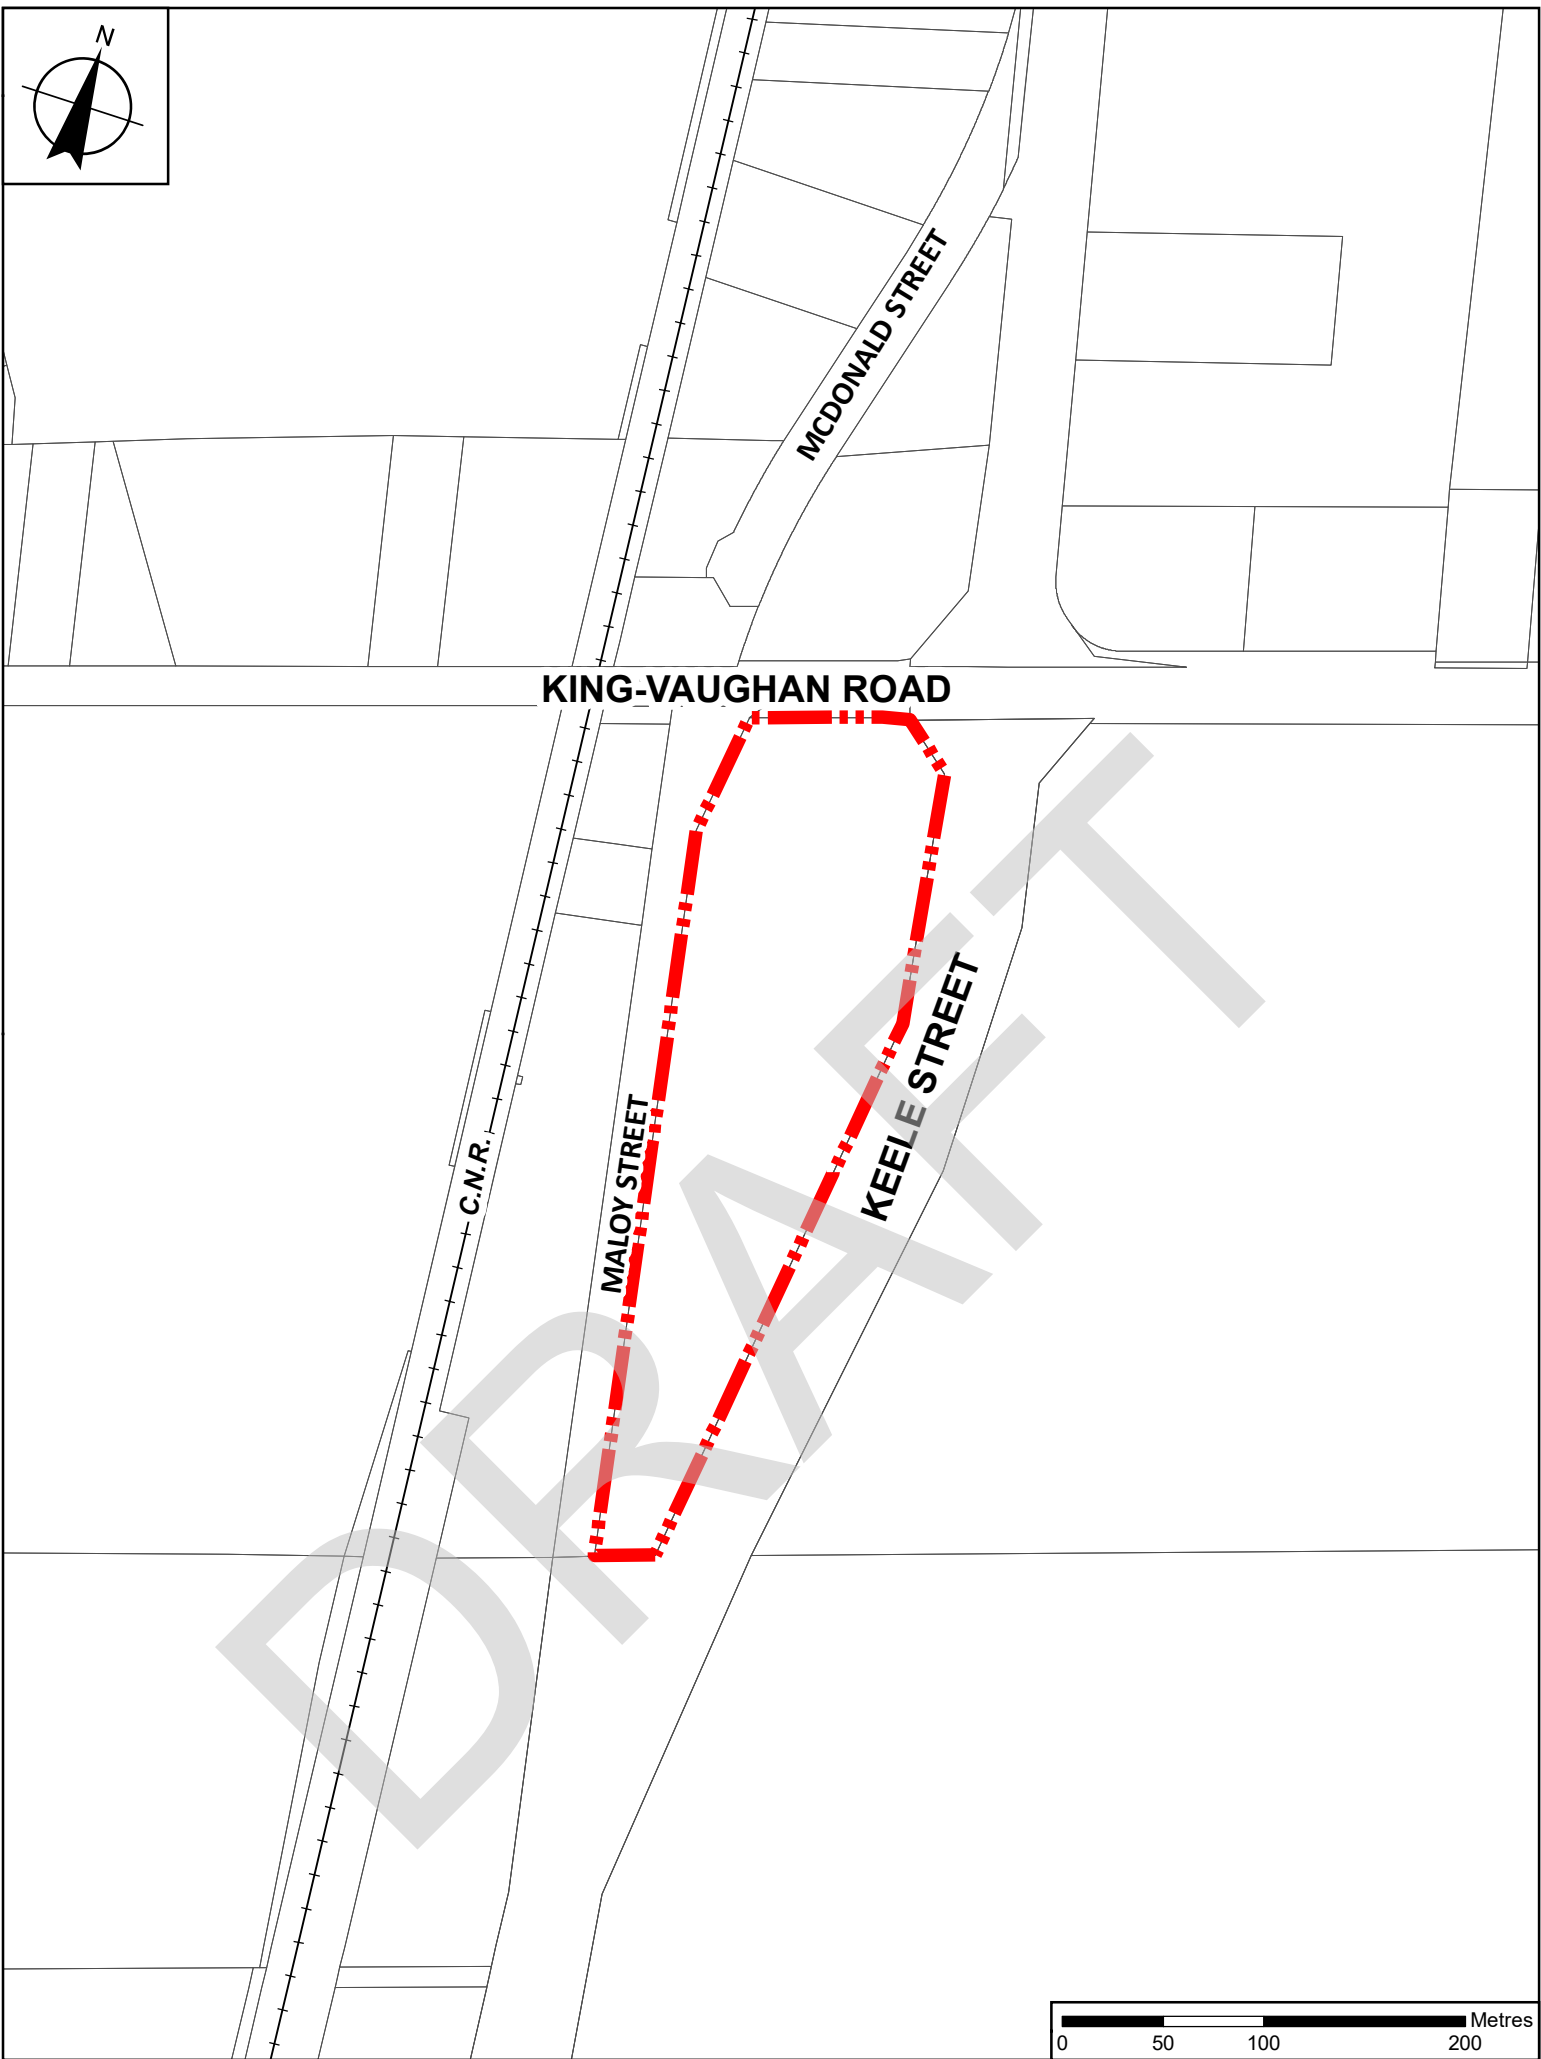 N
MCDONALD STREET
KING-VAUGHAN ROAD
KEELE STREET
MALOY STREET
C.N.R.
DRAFT
Metres
0 50 100 200